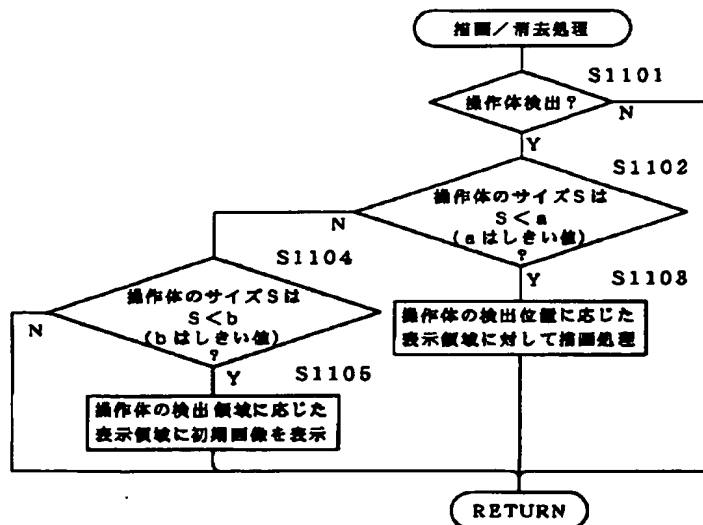 描画/消去処理
S1101
操作体検出?
N
Y
S1102
操作体のサイズSは
S<a
(aはしきい値)
?
N
Y
S1103
操作体の検出位置に応じた
表示領域に対して描画処理
S1104
操作体のサイズSは
S<b
(bはしきい値)
?
N
Y
S1105
操作体の検出領域に応じた
表示領域に初期画像を表示
RETURN